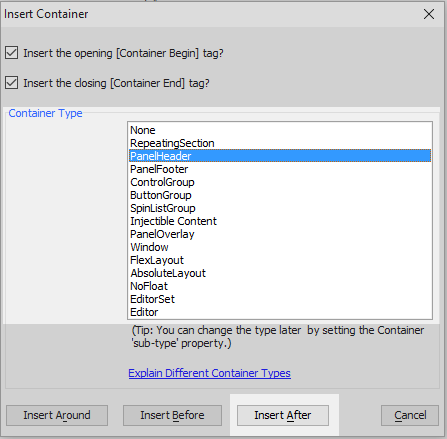 Insert Container
Insert the opening [Container Begin] tag?
Insert the closing [Container End] tag?
Container Type
None
RepeatingSection
PanelHeader
PanelFooter
ControlGroup
ButtonGroup
SpinListGroup
Injectible Content
PanelOverlay
Window
FlexLayout
AbsoluteLayout
NoFloat
EditorSet
Editor
(Tip: You can change the type later by setting the Container
'sub-type' property.)
Explain Different Container Types
Insert Around Insert Before Insert After Cancel